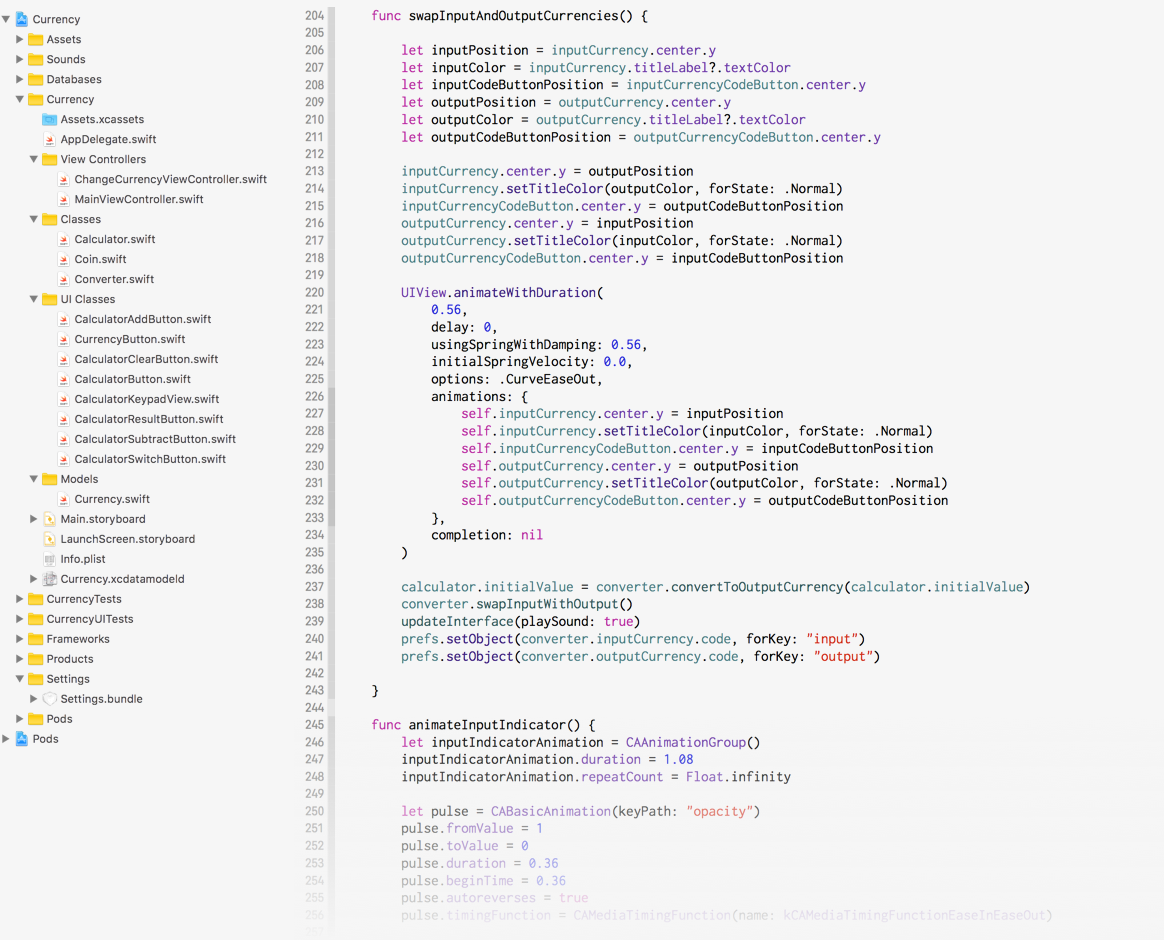 Currency
Assets
Sounds
Databases
Currency
Assets.xcassets
AppDelegate.swift
View Controllers
ChangeCurrencyViewController.swift
MainViewController.swift
Classes
Calculator.swift
Coin.swift
Converter.swift
UI Classes
CalculatorAddButton.swift
CurrencyButton.swift
CalculatorClearButton.swift
CalculatorButton.swift
CalculatorKeypadView.swift
CalculatorResultButton.swift
CalculatorSubtractButton.swift
CalculatorSwitchButton.swift
Models
Currency.swift
Main.storyboard
LaunchScreen.storyboard
Info.plist
Currency.xcdatamodeld
CurrencyTests
CurrencyUITests
Frameworks
Products
Settings
Settings.bundle
Pods
Pods
204 func swapInputAndOutputCurrencies() {
205
206 let inputPosition = inputCurrency.center.y
207 let inputColor = inputCurrency.titleLabel?.textColor
208 let inputCodeButtonPosition = inputCurrencyCodeButton.center.y
209 let outputPosition = outputCurrency.center.y
210 let outputColor = outputCurrency.titleLabel?.textColor
211 let outputCodeButtonPosition = outputCurrencyCodeButton.center.y
212
213 inputCurrency.center.y = outputPosition
214 inputCurrency.setTitleColor(outputColor, forState: .Normal)
215 inputCurrencyCodeButton.center.y = outputCodeButtonPosition
216 outputCurrency.center.y = inputPosition
217 outputCurrency.setTitleColor(inputColor, forState: .Normal)
218 outputCurrencyCodeButton.center.y = inputCodeButtonPosition
219
220 UIView.animateWithDuration(
221 0.56,
222 delay: 0,
223 usingSpringWithDamping: 0.56,
224 initialSpringVelocity: 0.0,
225 options: .CurveEaseOut,
226 animations: {
227 self.inputCurrency.center.y = inputPosition
228 self.inputCurrency.setTitleColor(inputColor, forState: .Normal)
229 self.inputCurrencyCodeButton.center.y = inputCodeButtonPosition
230 self.outputCurrency.center.y = outputPosition
231 self.outputCurrency.setTitleColor(outputColor, forState: .Normal)
232 self.outputCurrencyCodeButton.center.y = outputCodeButtonPosition
233 },
234 completion: nil
235 )
236
237 calculator.initialValue = converter.convertToOutputCurrency(calculator.initialValue)
238 converter.swapInputWithOutput()
239 updateInterface(playSound: true)
240 prefs.setObject(converter.inputCurrency.code, forKey: "input")
241 prefs.setObject(converter.outputCurrency.code, forKey: "output")
242
243 }
244
245 func animateInputIndicator() {
246 let inputIndicatorAnimation = CAAnimationGroup()
247 inputIndicatorAnimation.duration = 1.08
248 inputIndicatorAnimation.repeatCount = Float.infinity
249
250 let pulse = CABasicAnimation(keyPath: "opacity")
251 pulse.fromValue = 1
252 pulse.toValue = 0
253 pulse.duration = 0.36
254 pulse.beginTime = 0.36
255 pulse.autoreverses = true
256 pulse.timingFunction = CAMediaTimingFunction(name: kCAMediaTimingFunctionEaseInEaseOut)